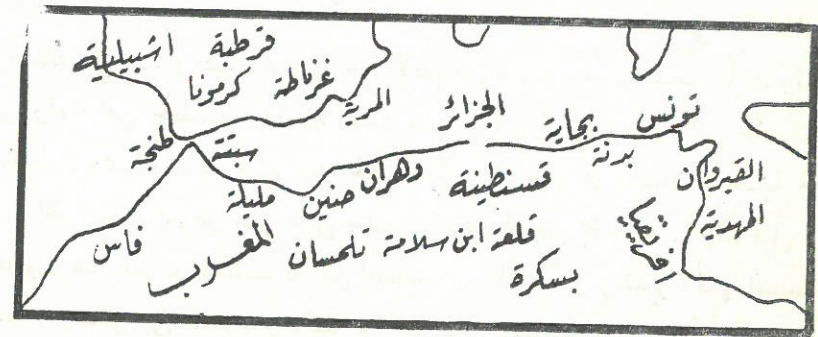 قرطبة
اشبيلية
غرناطة
كرمونا
المرية
الجزائر
تونس
بجاية
بونة
طنجة
سبتة
القيروان
المهدية
وهران
قسنطينة
مليلة
حنين
فاس
المغرب
تلمسان
قلعة ابن سلامة
بسكرة